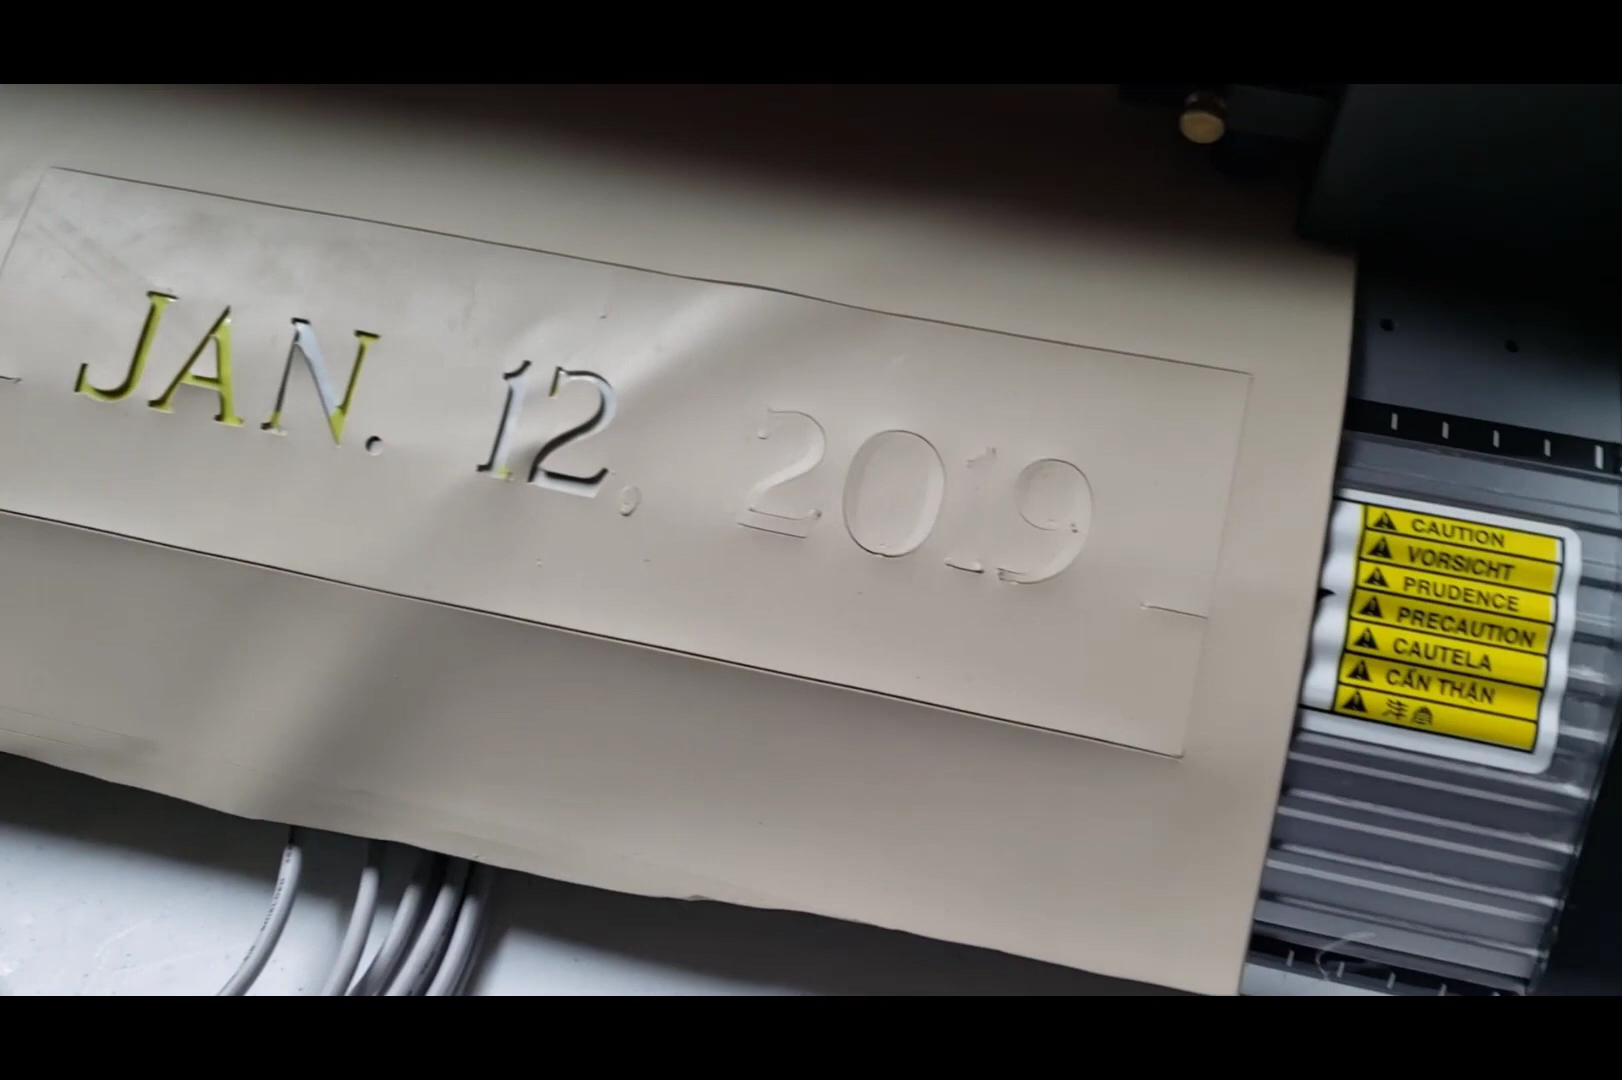 JAN. 12, 2019
CAUTION
VORSICHT
PRUDENCE
PRECAUTION
CAUTELA
CẨN THẬN
注意